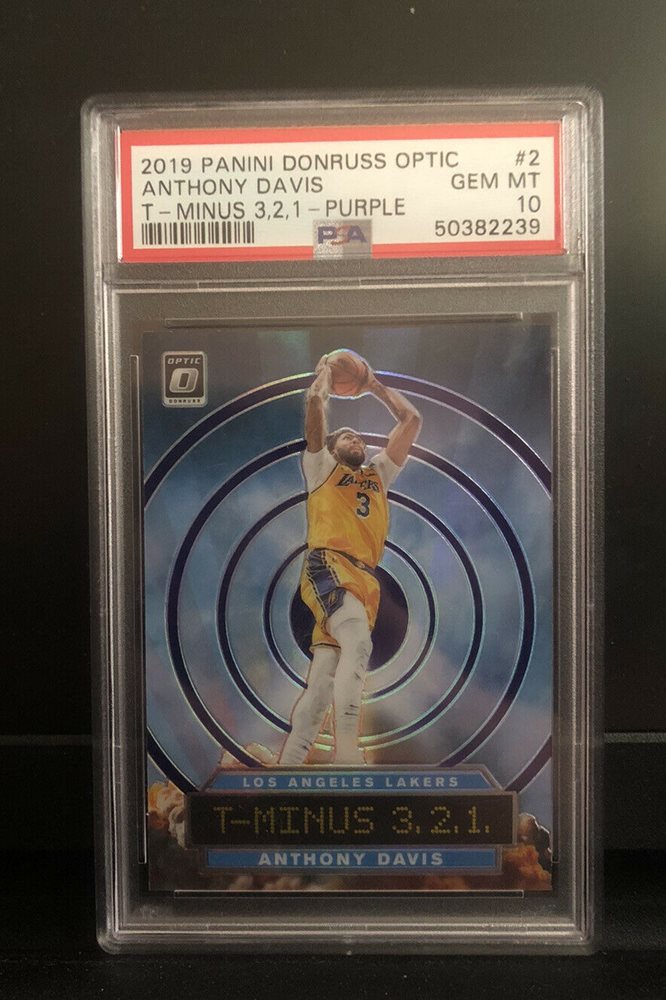 2019 PANINI DONRUSS OPTIC #2
ANTHONY DAVIS GEM MT
T - MINUS 3,2,1 - PURPLE 10
PSA 50382239
OPTIC
DONRUSS
LAKERS
3
LOS ANGELES LAKERS
T-MINUS 3.2.1.
ANTHONY DAVIS